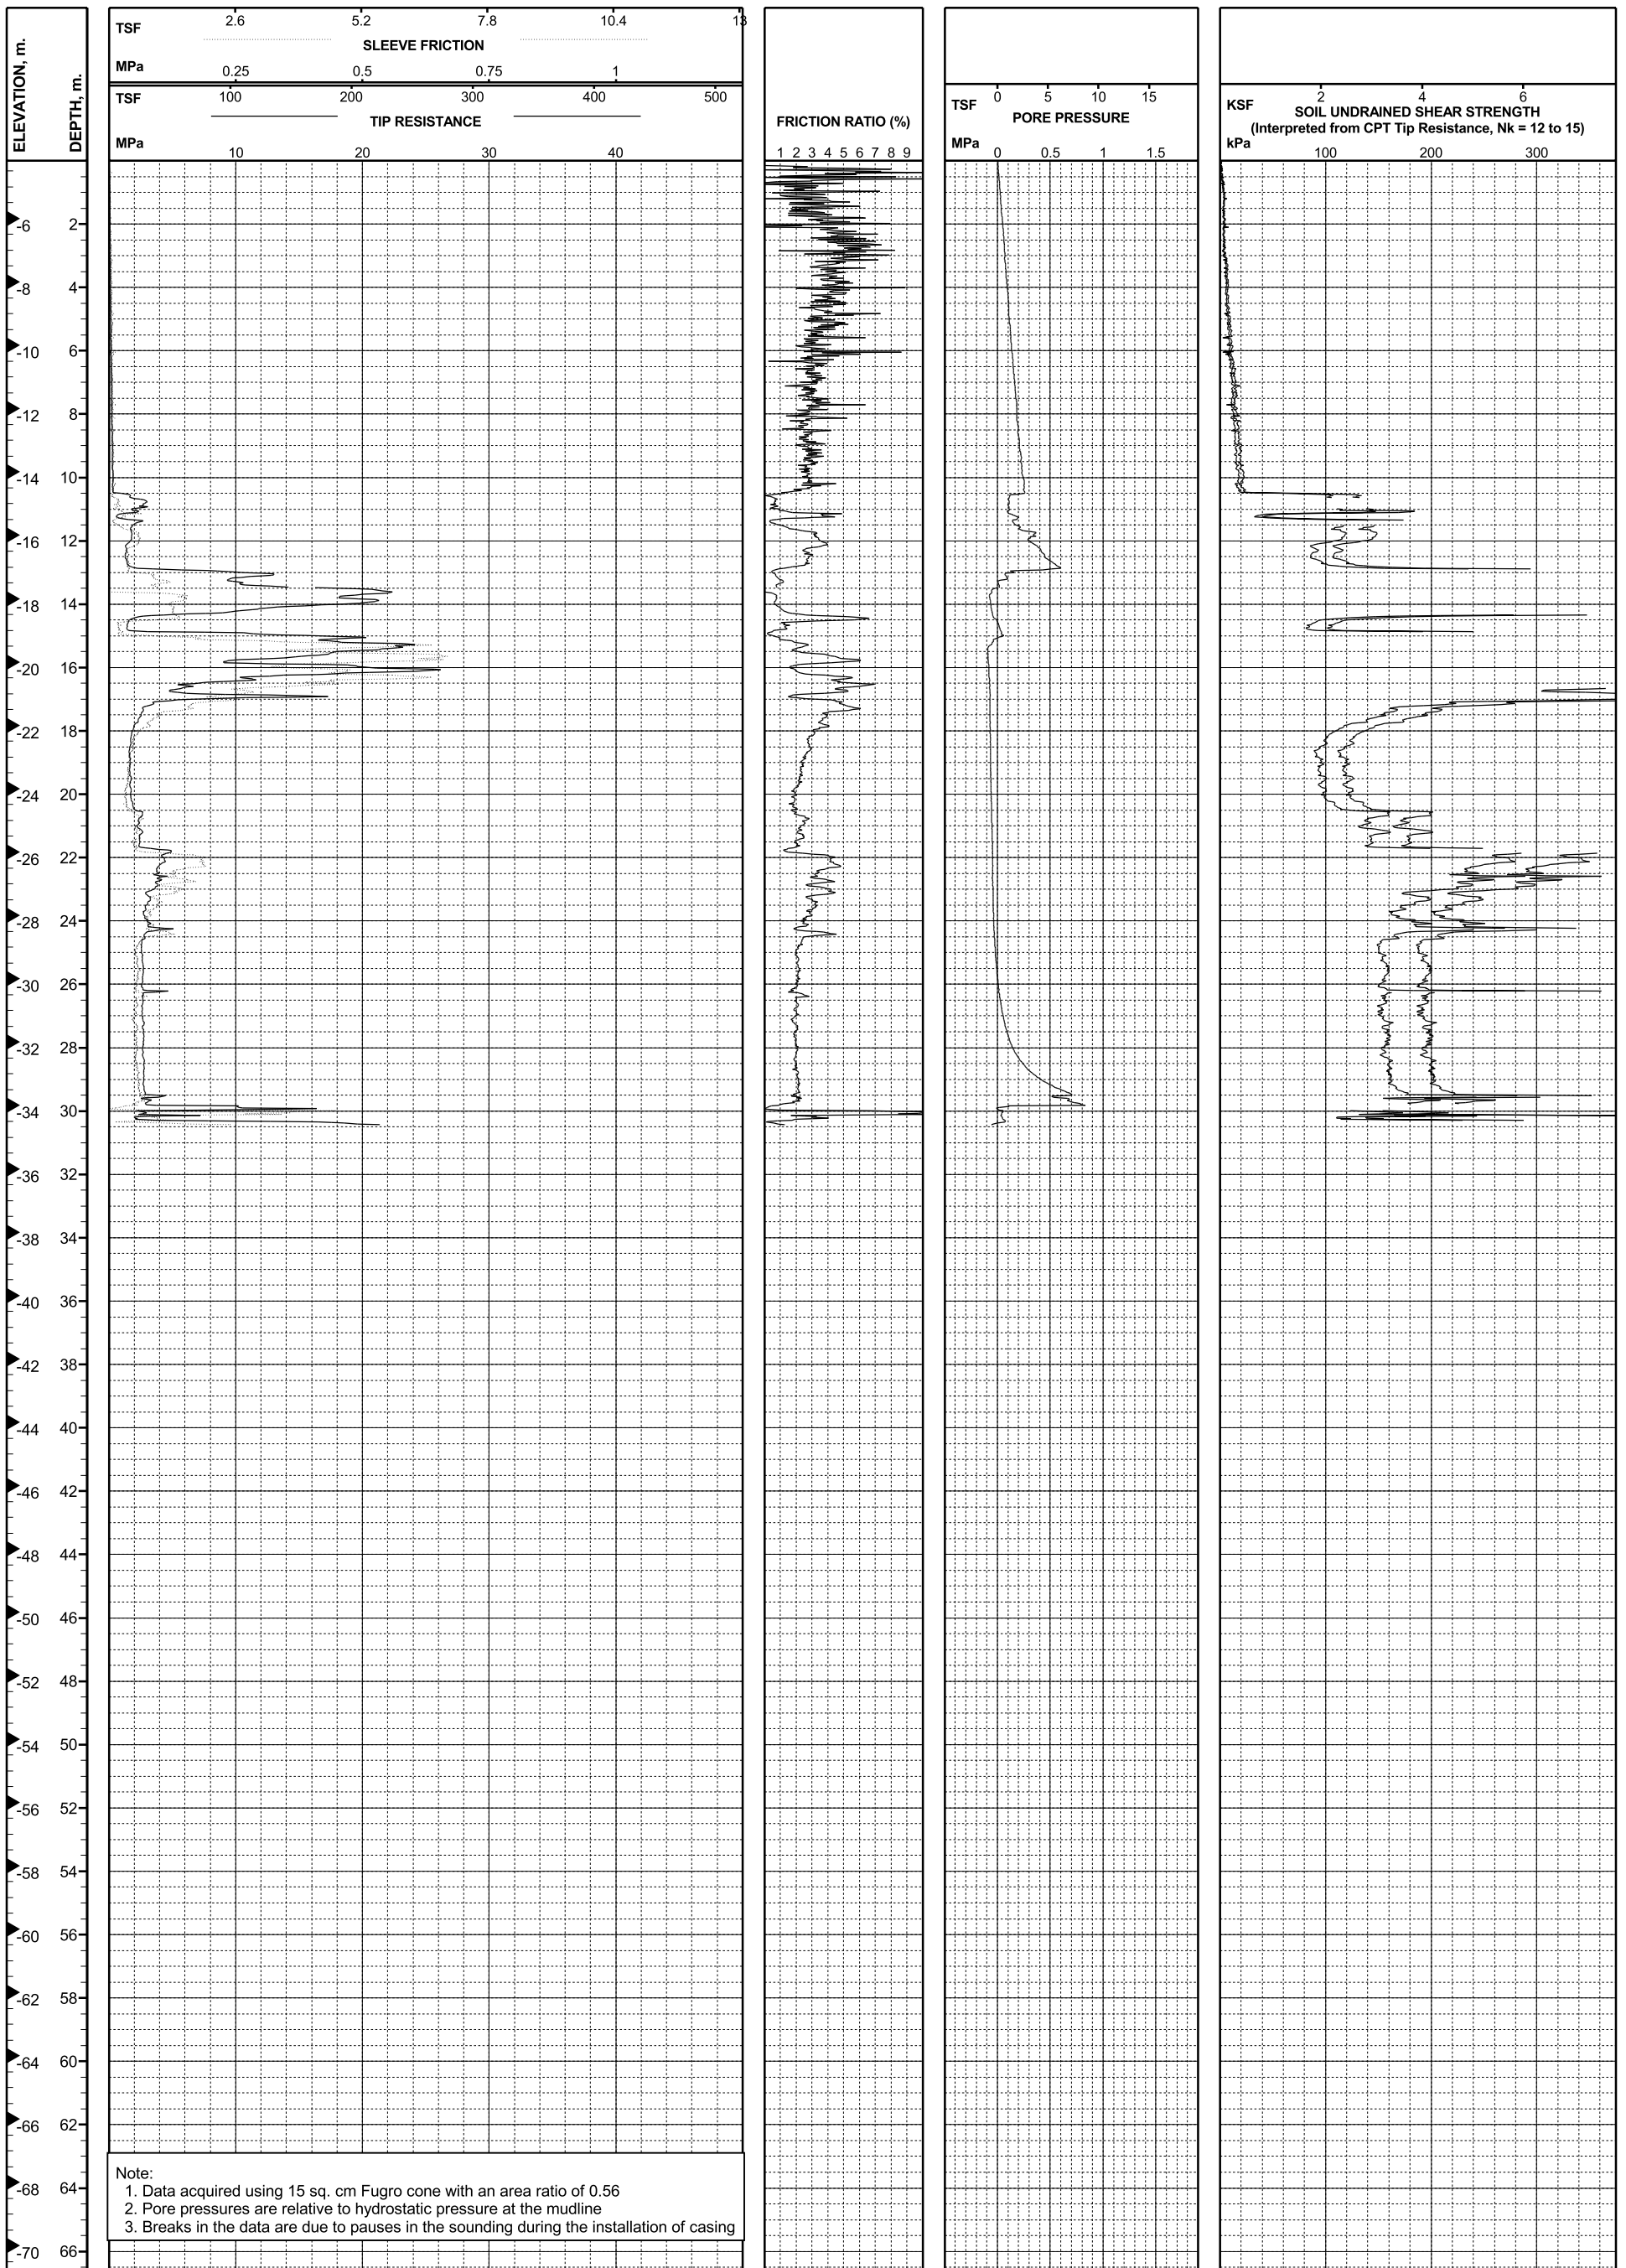 ELEVATION, m.
DEPTH, m.
TSF 2.6 5.2 7.8 10.4 13
SLEEVE FRICTION
MPa 0.25 0.5 0.75 1
TSF 100 200 300 400 500
TIP RESISTANCE
MPa 10 20 30 40
FRICTION RATIO (%)
1 2 3 4 5 6 7 8 9
TSF 0 5 10 15
PORE PRESSURE
MPa 0 0.5 1 1.5
KSF 2 4 6
SOIL UNDRAINED SHEAR STRENGTH
(Interpreted from CPT Tip Resistance, Nk = 12 to 15)
kPa 100 200 300
-6 2
-8 4
-10 6
-12 8
-14 10
-16 12
-18 14
-20 16
-22 18
-24 20
-26 22
-28 24
-30 26
-32 28
-34 30
-36 32
-38 34
-40 36
-42 38
-44 40
-46 42
-48 44
-50 46
-52 48
-54 50
-56 52
-58 54
-60 56
-62 58
-64 60
-66 62
-68 64
-70 66
Note:
1. Data acquired using 15 sq. cm Fugro cone with an area ratio of 0.56
2. Pore pressures are relative to hydrostatic pressure at the mudline
3. Breaks in the data are due to pauses in the sounding during the installation of casing